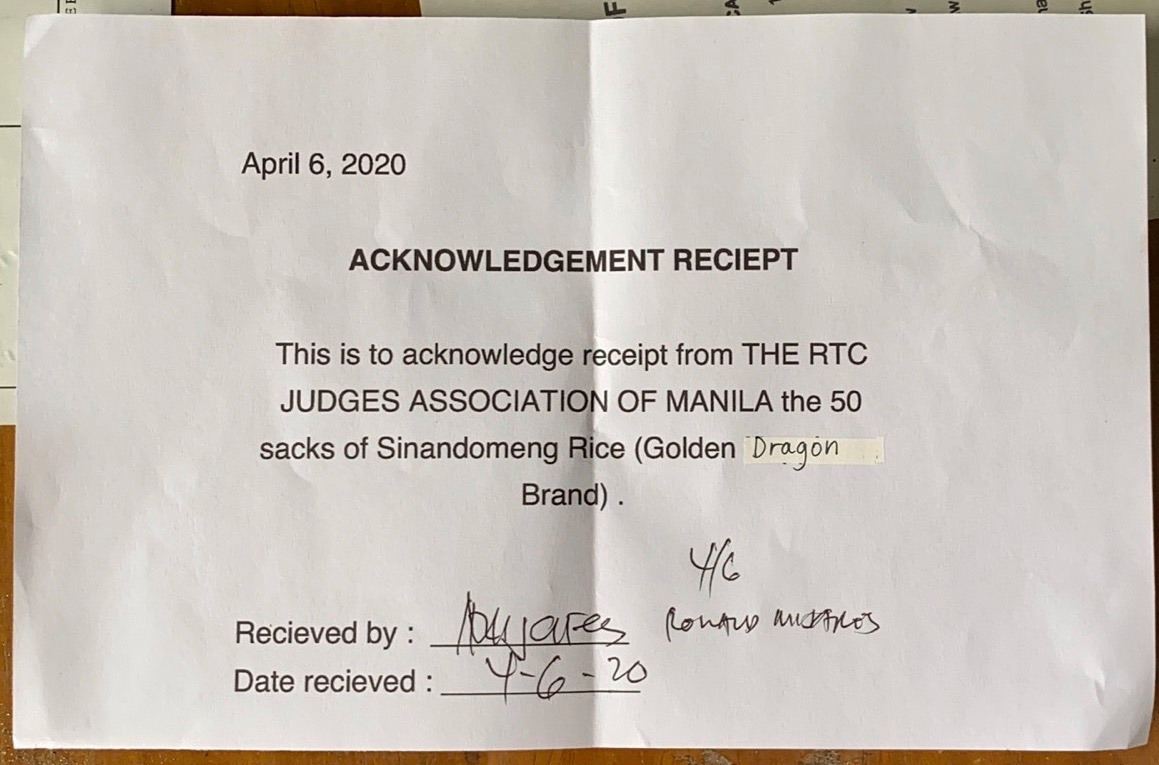 April 6, 2020
ACKNOWLEDGEMENT RECIEPT
This is to acknowledge receipt from THE RTC
JUDGES ASSOCIATION OF MANILA the 50
sacks of Sinandomeng Rice (Golden Dragon
Brand) .
4/6
Recieved by : Ronald
Date recieved : 4-6-20